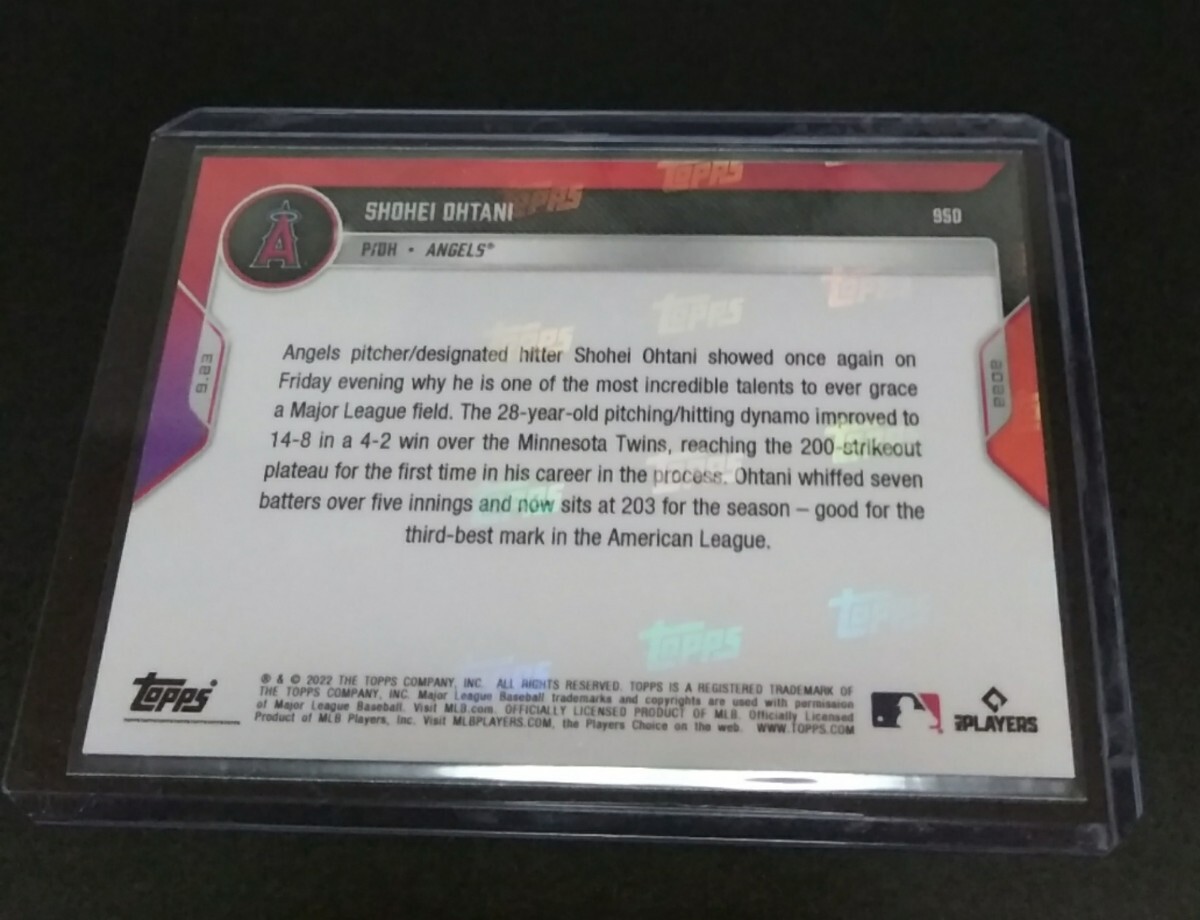 SHOHEI OHTANI
950
A
P/DH • ANGELS®
9.23
2022
Angels pitcher/designated hitter Shohei Ohtani showed once again on
Friday evening why he is one of the most incredible talents to ever grace
a Major League field. The 28-year-old pitching/hitting dynamo improved to
14-8 in a 4-2 win over the Minnesota Twins, reaching the 200-strikeout
plateau for the first time in his career in the process. Ohtani whiffed seven
batters over five innings and now sits at 203 for the season – good for the
third-best mark in the American League.
Topps
Topps
Topps
Topps
Topps
Topps
Topps
® & © 2022 THE TOPPS COMPANY, INC. ALL RIGHTS RESERVED. TOPPS IS A REGISTERED TRADEMARK OF
THE TOPPS COMPANY, INC. Major League Baseball trademarks and copyrights are used with permission
of Major League Baseball. Visit MLB.com. OFFICIALLY LICENSED PRODUCT OF MLB. Officially Licensed
Product of MLB Players, Inc. Visit MLBPLAYERS.COM, the Players Choice on the web. WWW.TOPPS.COM
MLBPLAYERS